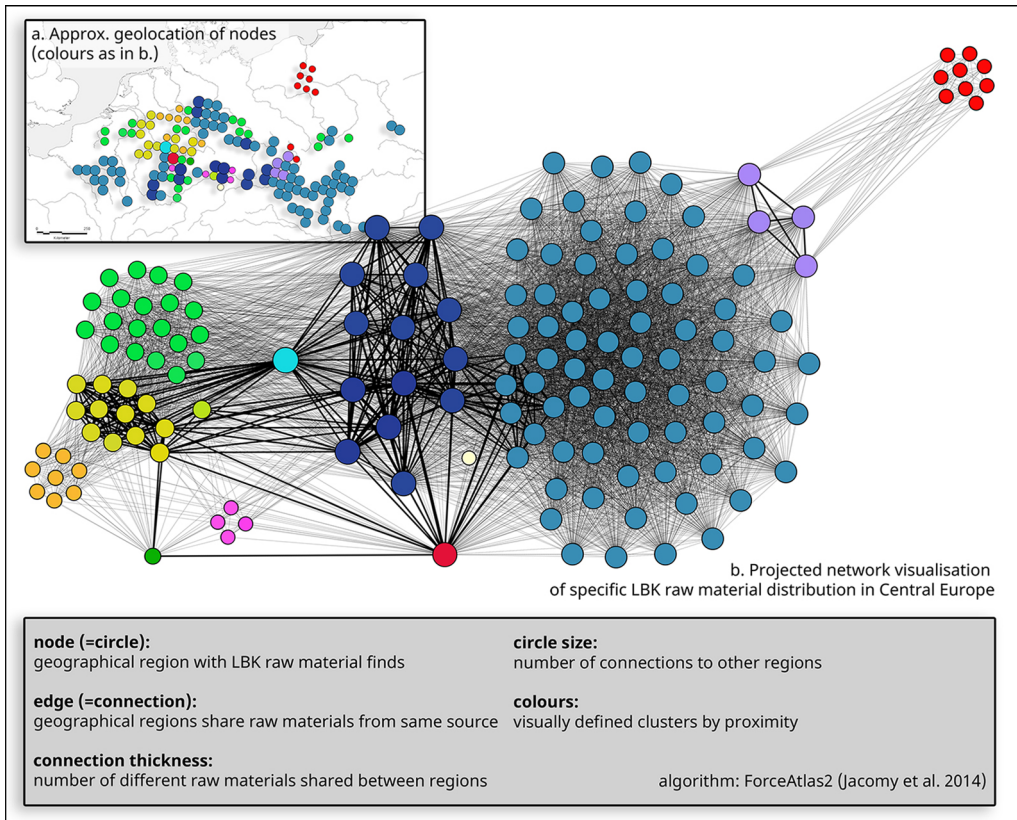 a. Approx. geolocation of nodes
(colours as in b.)
b. Projected network visualisation
of specific LBK raw material distribution in Central Europe
node (=circle):
geographical region with LBK raw material finds
edge (=connection):
geographical regions share raw materials from same source
connection thickness:
number of different raw materials shared between regions
circle size:
number of connections to other regions
colours:
visually defined clusters by proximity
algorithm: ForceAtlas2 (Jacomy et al. 2014)